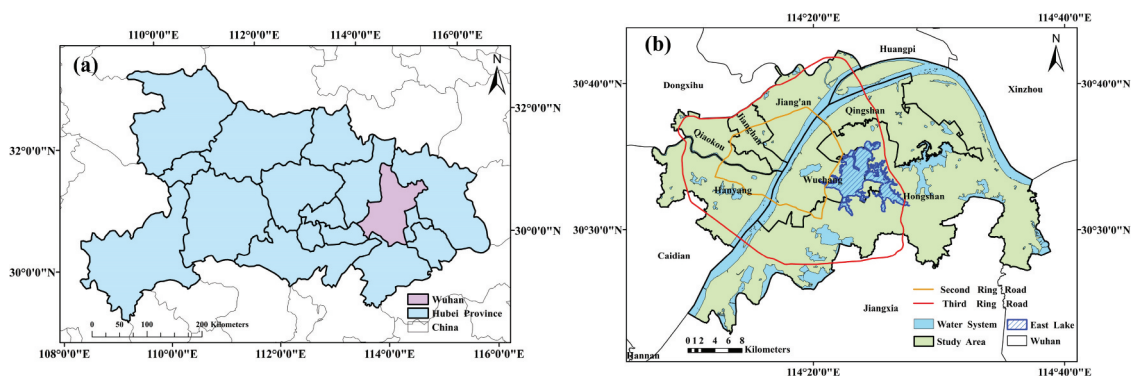 110°0'0"E 112°0'0"E 114°0'0"E 116°0'0"E
(a)
N
32°0'0"N
32°0'0"N
30°0'0"N
30°0'0"N
Wuhan
Hubei Province
China
0 50 100 200 Kilometers
108°0'0"E 110°0'0"E 112°0'0"E 114°0'0"E 116°0'0"E
114°20'0"E 114°40'0"E
(b)
Huangpi
N
30°40'0"N
30°40'0"N
Dongxihu
Xinzhou
Jiang'an
Qingshan
Jianghan
Qiaokou
Wuchang
Hanyang
Hongshan
30°30'0"N
30°30'0"N
Caidian
Second Ring Road
Third Ring Road
Jiangxia
Water System
East Lake
Study Area
Wuhan
0 1 2 4 6 8
Kilometers
Hannan
114°20'0"E 114°40'0"E